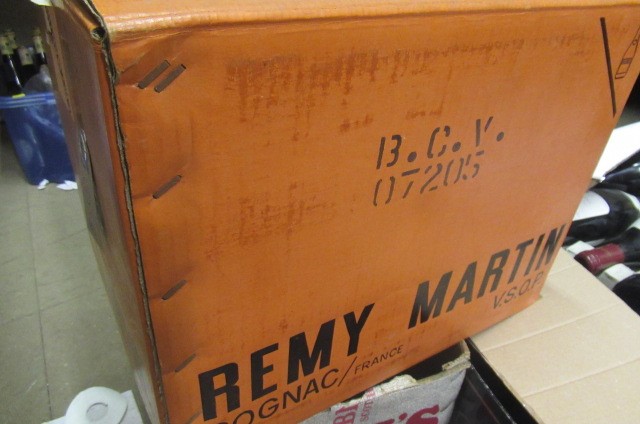 B.C.V.
07205
REMY MARTIN
V.S.O.P.
COGNAC/FRANCE